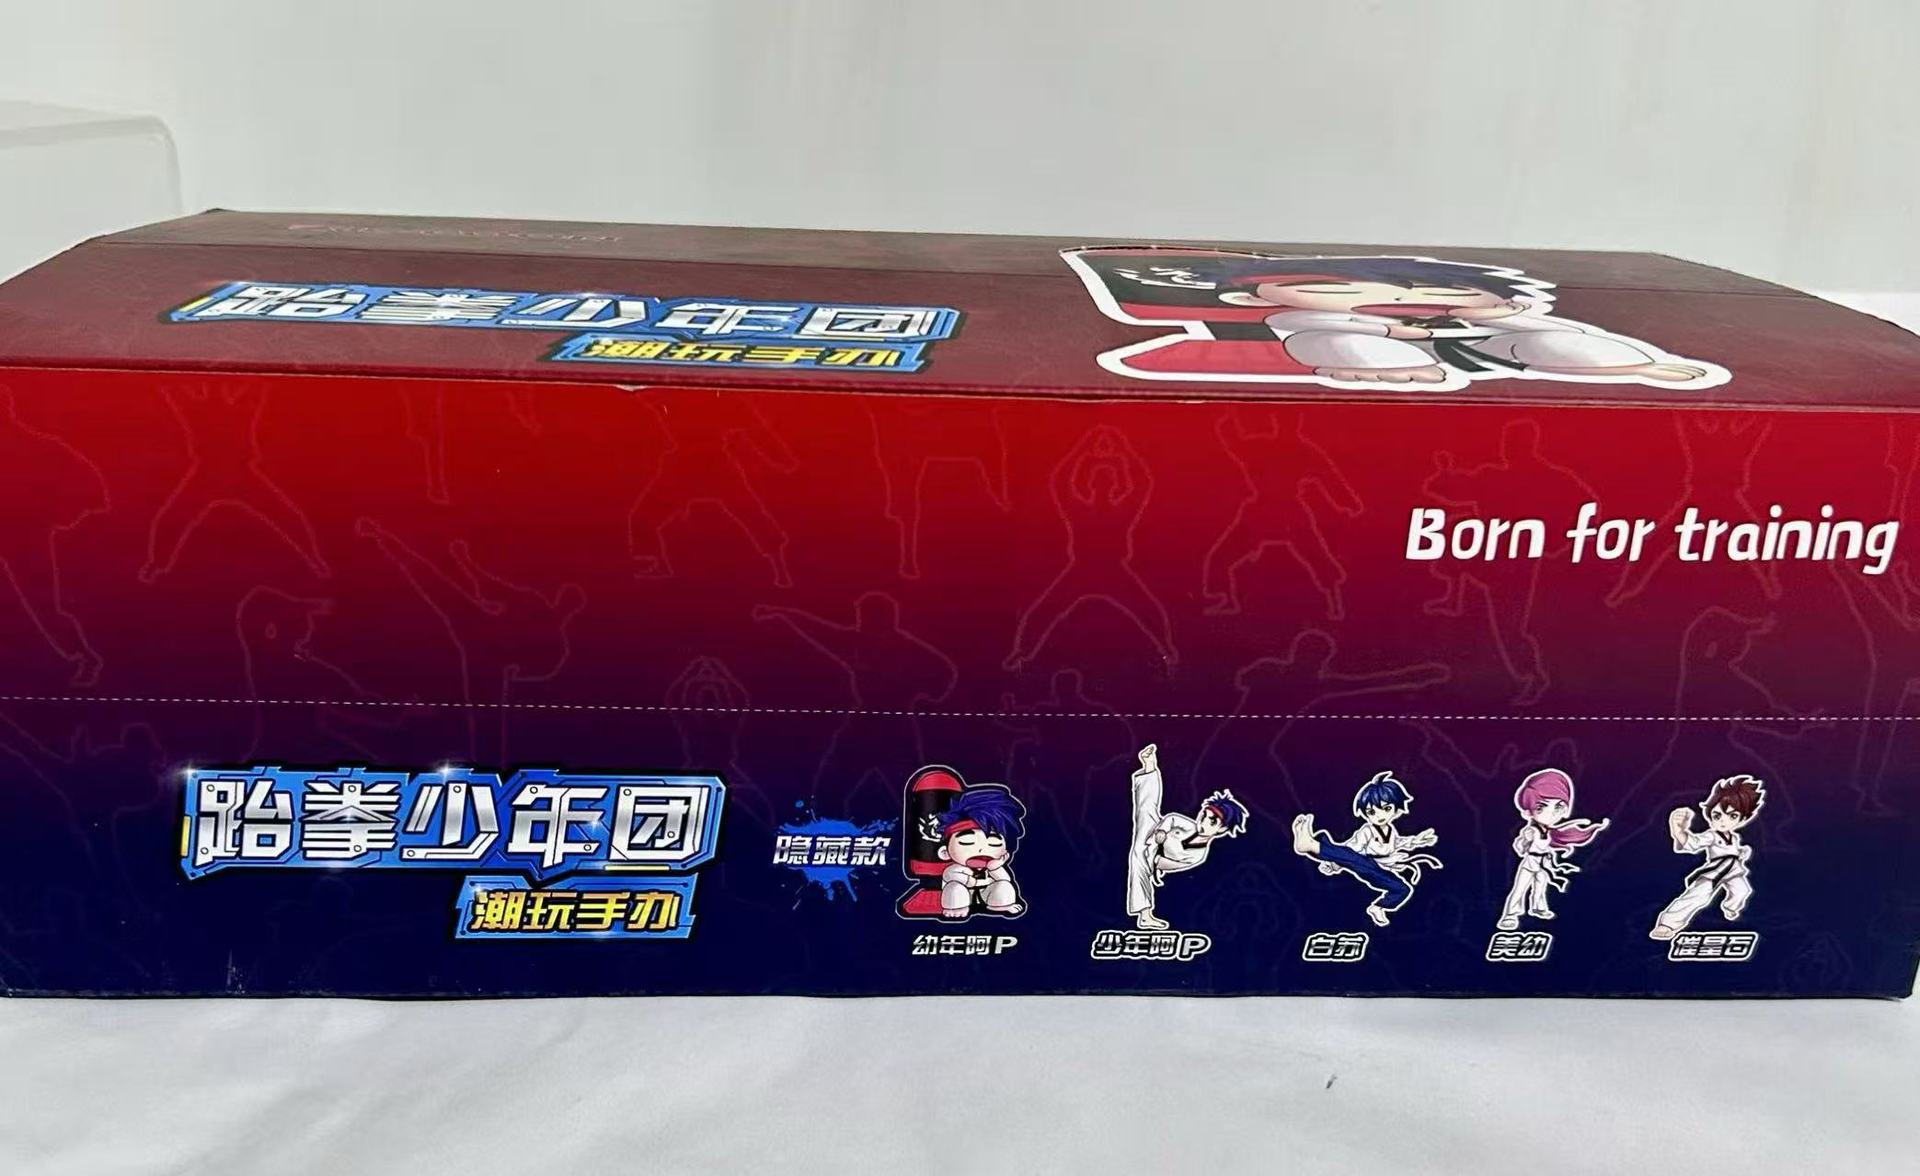 跆拳少年团
潮玩手办
Born for training
跆拳少年团
潮玩手办
隐藏款
幼年阿P
少年阿P
白苏
美幼
崔星石